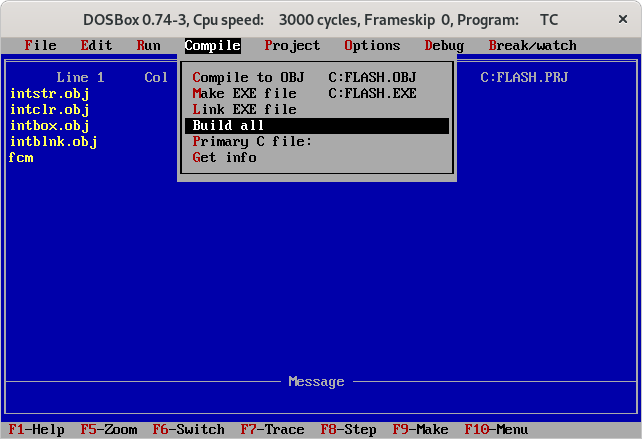 DOSBox 0.74-3, Cpu speed: 3000 cycles, Frameskip 0, Program: TC
File Edit Run Compile Project Options Debug Break/watch
Line 1 Col C:FLASH.PRJ
Compile to OBJ C:FLASH.OBJ
Make EXE file C:FLASH.EXE
Link EXE file
Build all
Primary C file:
Get info
intstr.obj
intclr.obj
intbox.obj
intblnk.obj
fcm
Message
F1-Help F5-Zoom F6-Switch F7-Trace F8-Step F9-Make F10-Menu